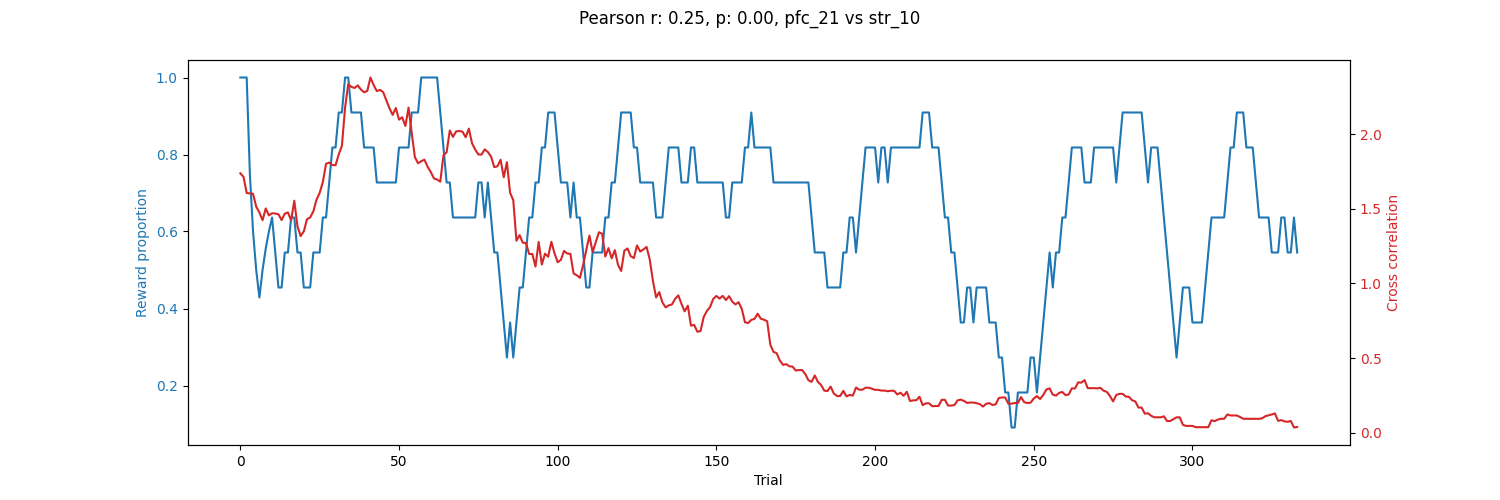 Pearson r: 0.25, p: 0.00, pfc_21 vs str_10
1.0
0.8
0.6
0.4
0.2
Reward proportion
2.0
1.5
1.0
0.5
0.0
Cross correlation
0 50 100 150 200 250 300
Trial